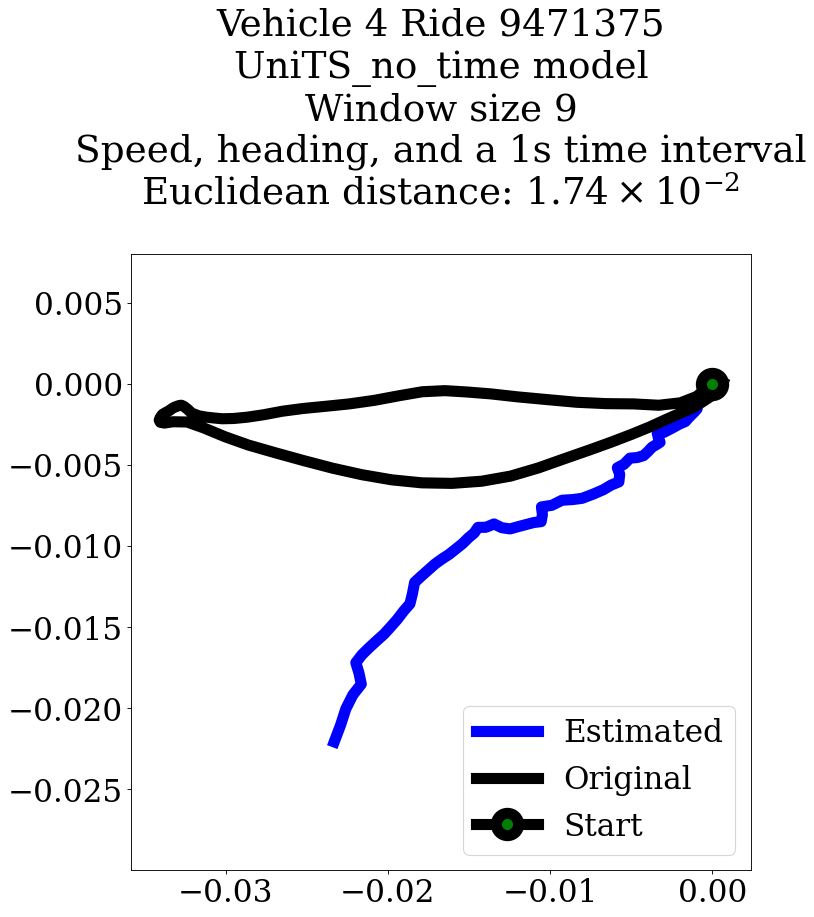 Vehicle 4 Ride 9471375
UniTS_no_time model
Window size 9
Speed, heading, and a 1s time interval
Euclidean distance: 1.74 × 10⁻²
0.005
0.000
−0.005
−0.010
−0.015
−0.020
−0.025
Estimated
Original
Start
−0.03 −0.02 −0.01 0.00